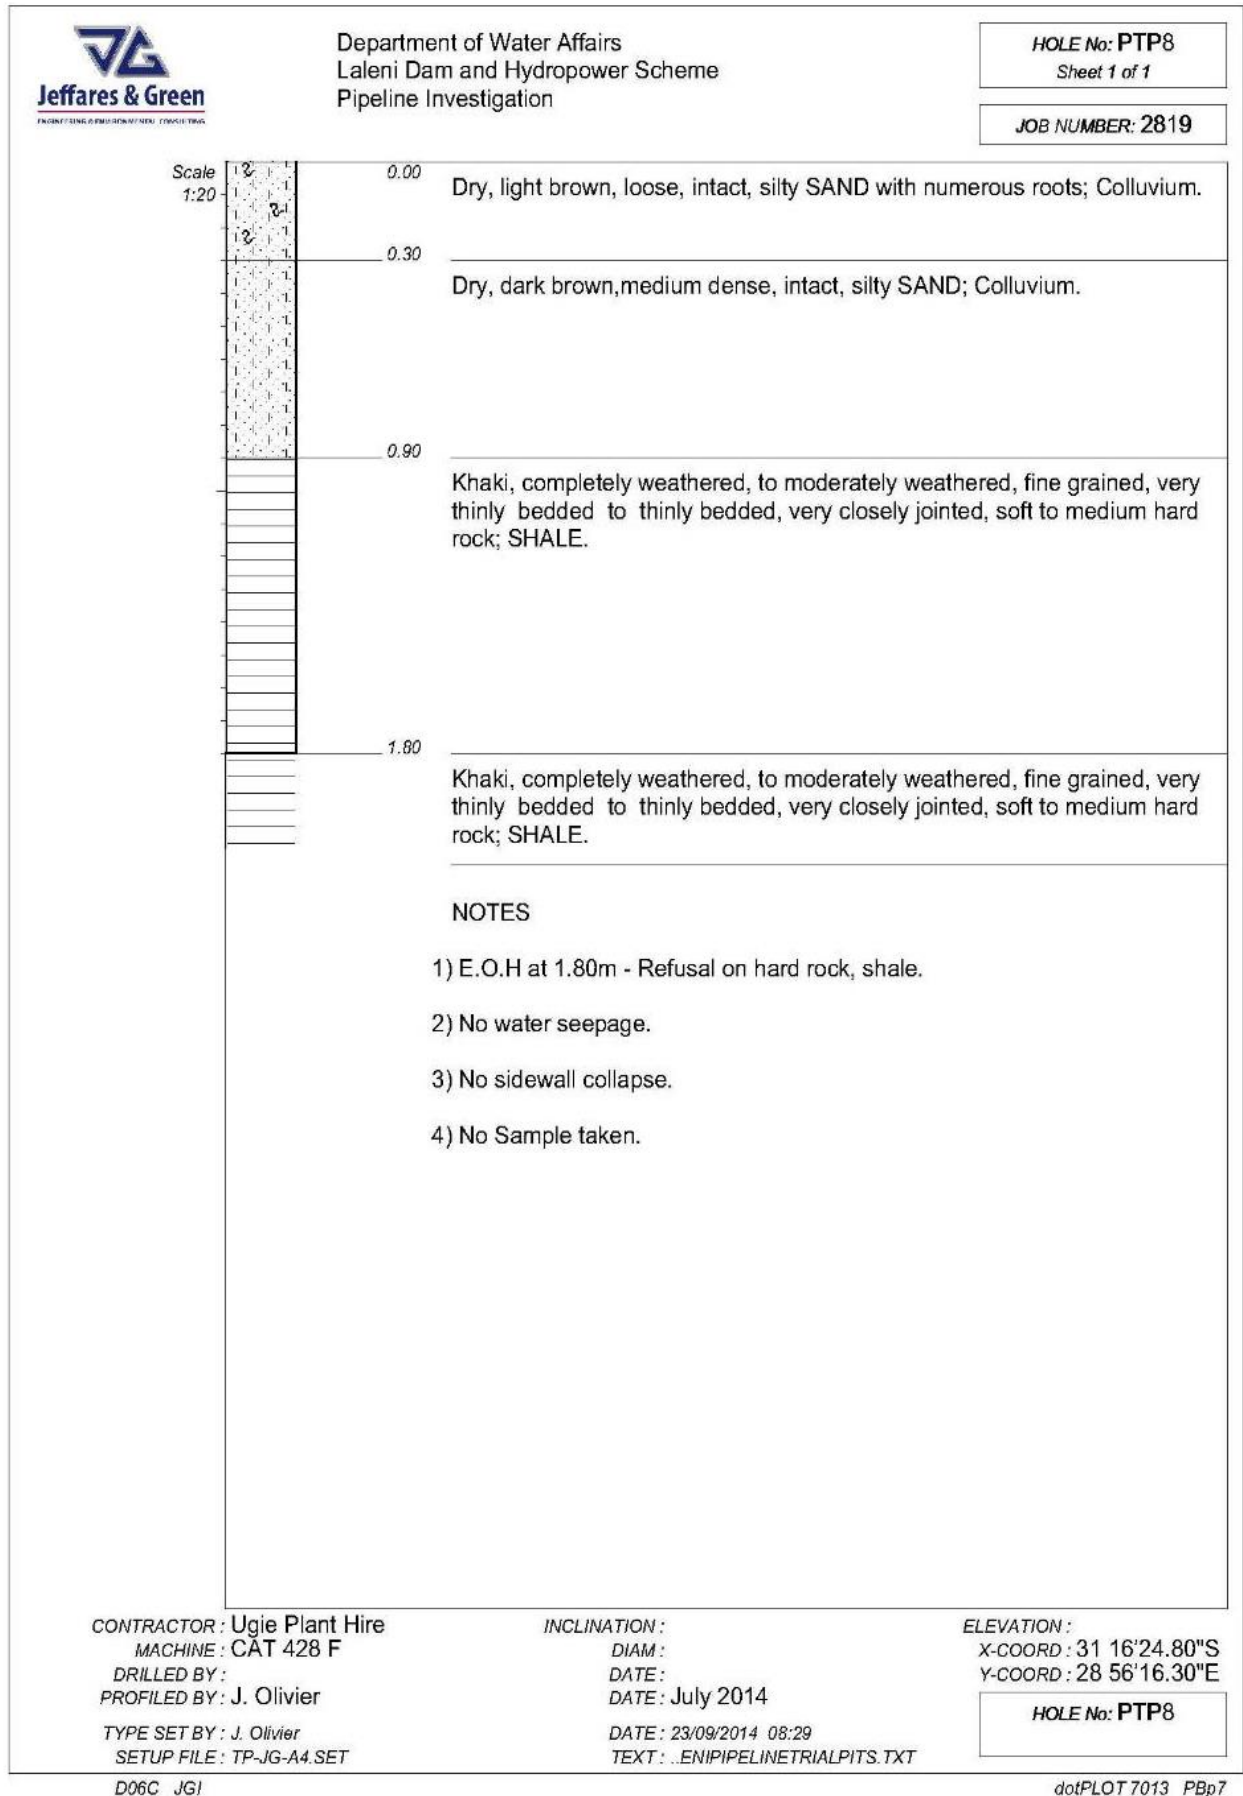 Jeffares & Green
ENGINEERING & ENVIRONMENTAL CONSULTING
Department of Water Affairs
Laleni Dam and Hydropower Scheme
Pipeline Investigation
HOLE No: PTP8
Sheet 1 of 1
JOB NUMBER: 2819
Scale
1:20
0.00
Dry, light brown, loose, intact, silty SAND with numerous roots; Colluvium.
0.30
Dry, dark brown,medium dense, intact, silty SAND; Colluvium.
0.90
Khaki, completely weathered, to moderately weathered, fine grained, very
thinly bedded to thinly bedded, very closely jointed, soft to medium hard
rock; SHALE.
1.80
Khaki, completely weathered, to moderately weathered, fine grained, very
thinly bedded to thinly bedded, very closely jointed, soft to medium hard
rock; SHALE.
NOTES
1) E.O.H at 1.80m - Refusal on hard rock, shale.
2) No water seepage.
3) No sidewall collapse.
4) No Sample taken.
CONTRACTOR : Ugie Plant Hire
MACHINE : CAT 428 F
DRILLED BY :
PROFILED BY : J. Olivier
TYPE SET BY : J. Olivier
SETUP FILE : TP-JG-A4.SET
INCLINATION :
DIAM :
DATE :
DATE : July 2014
DATE : 23/09/2014 08:29
TEXT : ..ENIPIPELINETRIALPITS.TXT
ELEVATION :
X-COORD : 31 16'24.80"S
Y-COORD : 28 56'16.30"E
HOLE No: PTP8
D06C JGI
dotPLOT 7013 PBp7